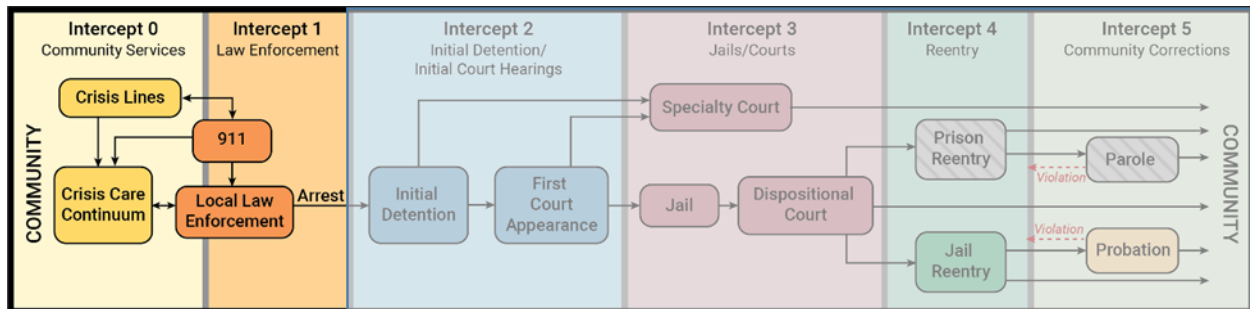 Intercept 0
Community Services
Intercept 1
Law Enforcement
Intercept 2
Initial Detention/
Initial Court Hearings
Intercept 3
Jails/Courts
Intercept 4
Reentry
Intercept 5
Community Corrections
COMMUNITY
Crisis Lines
911
Crisis Care
Continuum
Local Law
Enforcement
Arrest
Initial
Detention
First
Court
Appearance
Specialty Court
Jail
Dispositional
Court
Prison
Reentry
Parole
Violation
Jail
Reentry
Violation
Probation
COMMUNITY